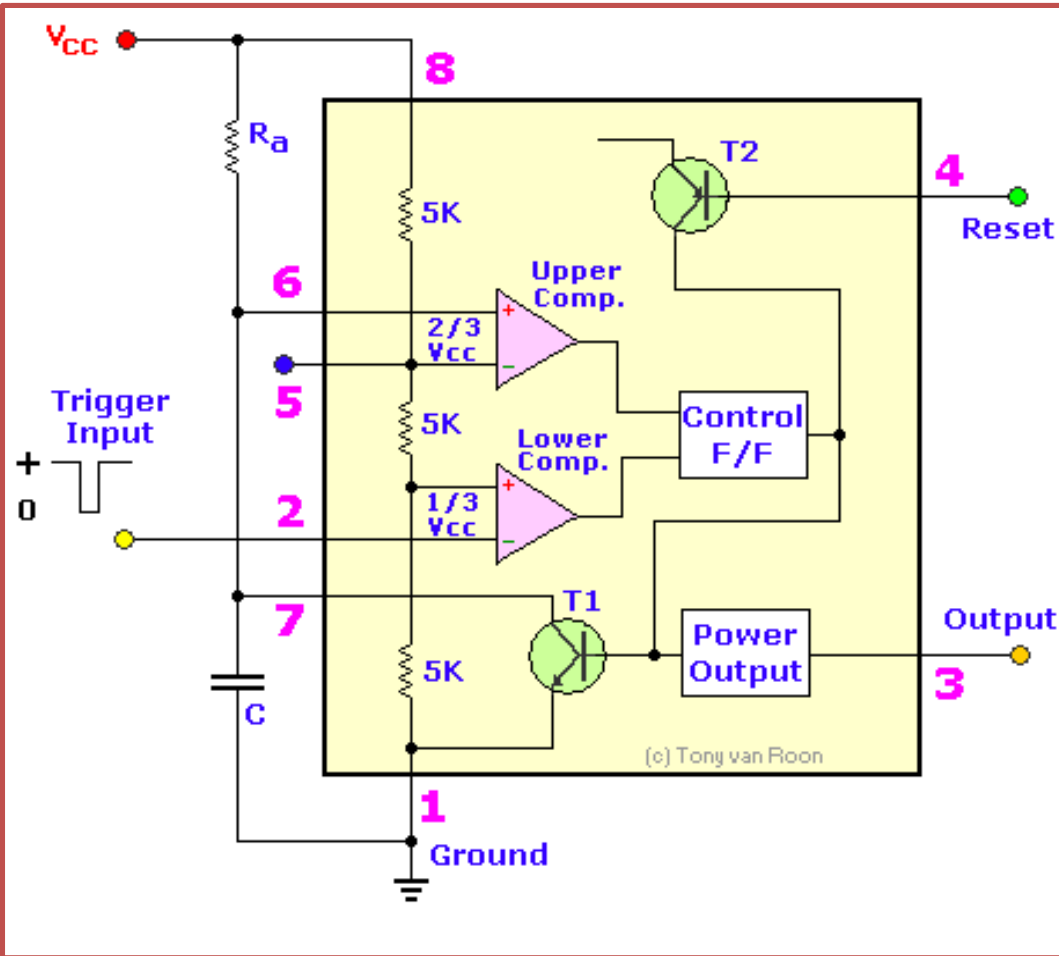 VCC
8
Ra
T2
4
5K
Reset
Upper
Comp.
6
+
2/3
Vcc
-
5
Trigger
Input
5K
Control
F/F
Lower
Comp.
+
0
+
1/3
Vcc
2
-
7
T1
Output
Power
Output
5K
3
C
(c) Tony van Roon
1
Ground